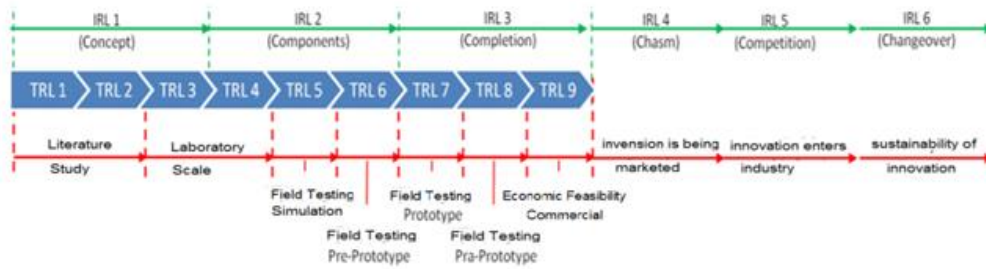 IRL 1
(Concept)
IRL 2
(Components)
IRL 3
(Completion)
IRL 4
(Chasm)
IRL 5
(Competition)
IRL 6
(Changeover)
TRL 1 TRL 2 TRL 3 TRL 4 TRL 5 TRL 6 TRL 7 TRL 8 TRL 9
Literature
Study
Laboratory
Scale
Field Testing
Simulation
Field Testing
Pre-Prototype
Field Testing
Prototype
Field Testing
Pra-Prototype
Economic Feasibility
Commercial
invension is being
marketed
innovation enters
industry
sustainability of
innovation